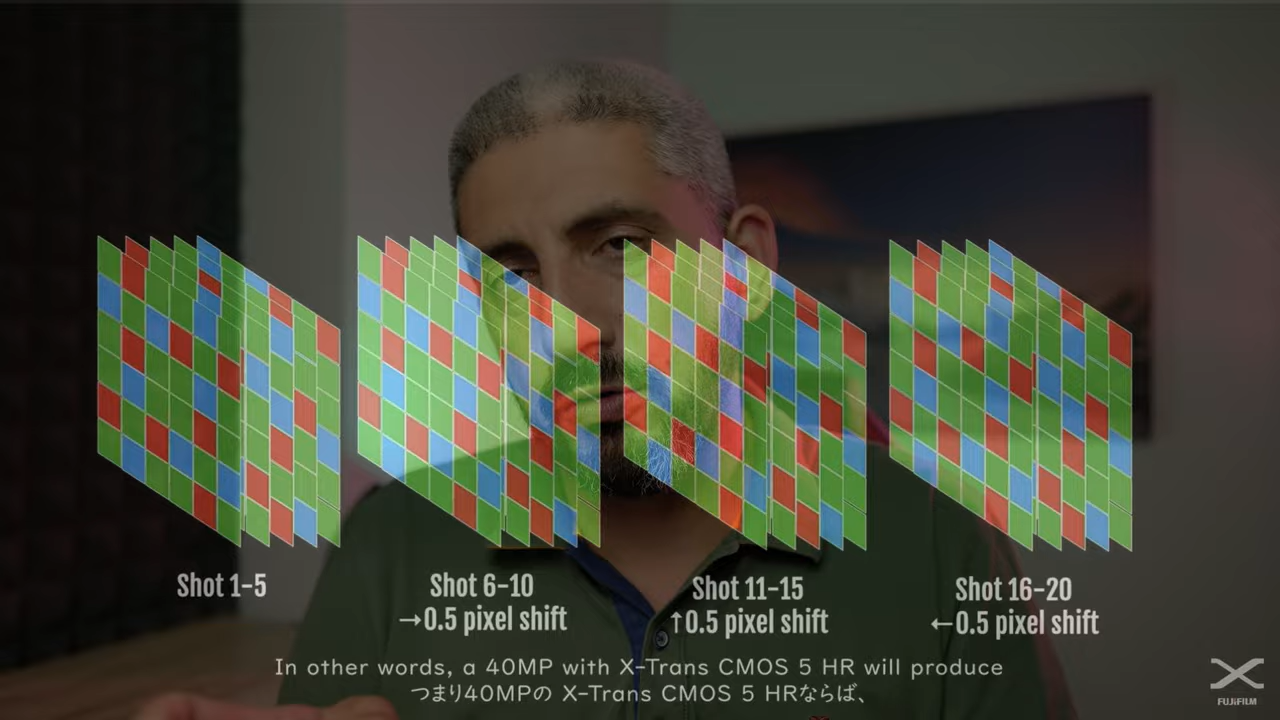 Shot 1-5
Shot 6-10
→0.5 pixel shift
Shot 11-15
↑0.5 pixel shift
Shot 16-20
←0.5 pixel shift
In other words, a 40MP with X-Trans CMOS 5 HR will produce
つまり40MPの X-Trans CMOS 5 HRならば、
FUJIFILM